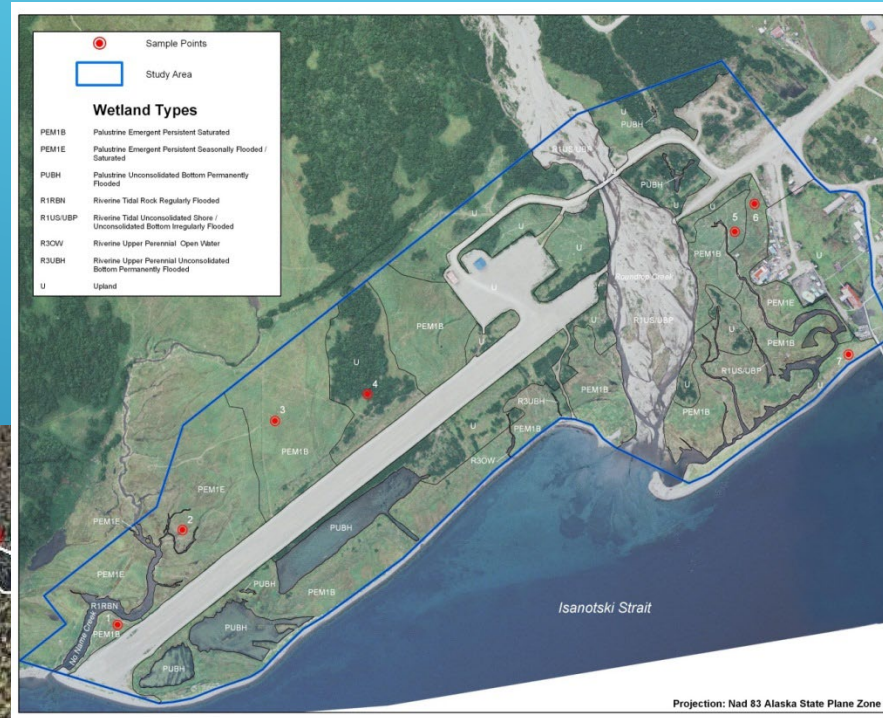 Sample Points
Study Area
Wetland Types
PEM1B Palustrine Emergent Persistent Saturated
PEM1E Palustrine Emergent Persistent Seasonally Flooded /
Saturated
PUBH Palustrine Unconsolidated Bottom Permanently
Flooded
R1RBN Riverine Tidal Rock Regularly Flooded
R1US/UBP Riverine Tidal Unconsolidated Shore /
Unconsolidated Bottom Irregularly Flooded
R3OW Riverine Upper Perennial Open Water
R3UBH Riverine Upper Perennial Unconsolidated
Bottom Permanently Flooded
U Upland
U
PUBH
R1US/UBP
PUBH
U
U
U
U
6
5
PEM1B
U
U
PEM1E
PEM1B
U
R1US/UBP
PEM1B
U
7
Boundary Creek
R1US/UBP
U
U
PEM1B
U
PEM1B
U
4
3
PEM1B
R3UBH
PEM1B
U
R3OW
PEM1E
2
PEM1E
PEM1E
PUBH
PUBH
PEM1B
R1RBN
1
PEM1B
No Name Creek
PUBH
PUBH
Isanotski Strait
Projection: Nad 83 Alaska State Plane Zone